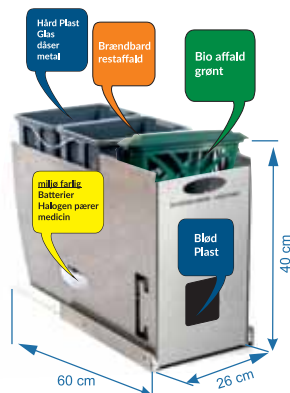 Hård Plast
Glas
dåser
metal
Brændbard
restaffald
Bio affald
grønt
miljø farlig
Batterier
Halogen pærer
medicin
Blød
Plast
40 cm
60 cm
26 cm